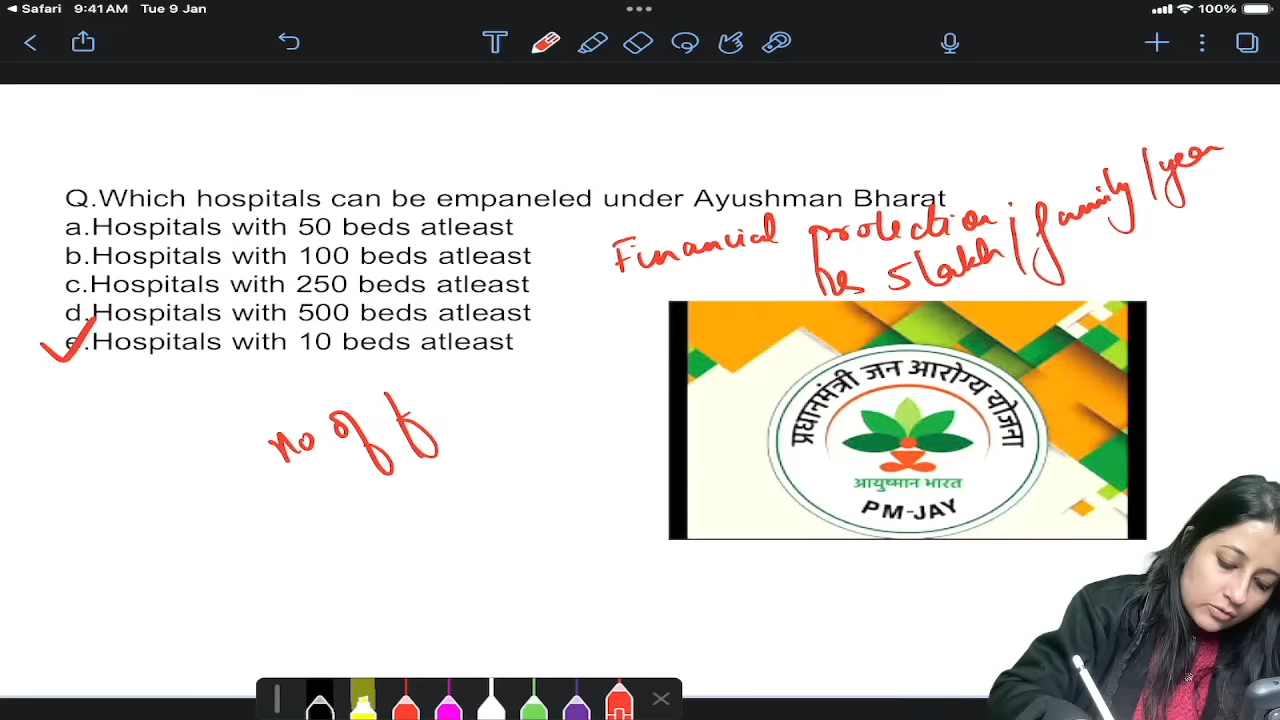 Safari 9:41 AM Tue 9 Jan
100%
T
Q.Which hospitals can be empaneled under Ayushman Bharat
a.Hospitals with 50 beds atleast
b.Hospitals with 100 beds atleast
c.Hospitals with 250 beds atleast
d.Hospitals with 500 beds atleast
e.Hospitals with 10 beds atleast
Financial protection
5 lakh / family / year
no of f
प्रधानमंत्री जन आरोग्य योजना
आयुष्मान भारत
PM-JAY